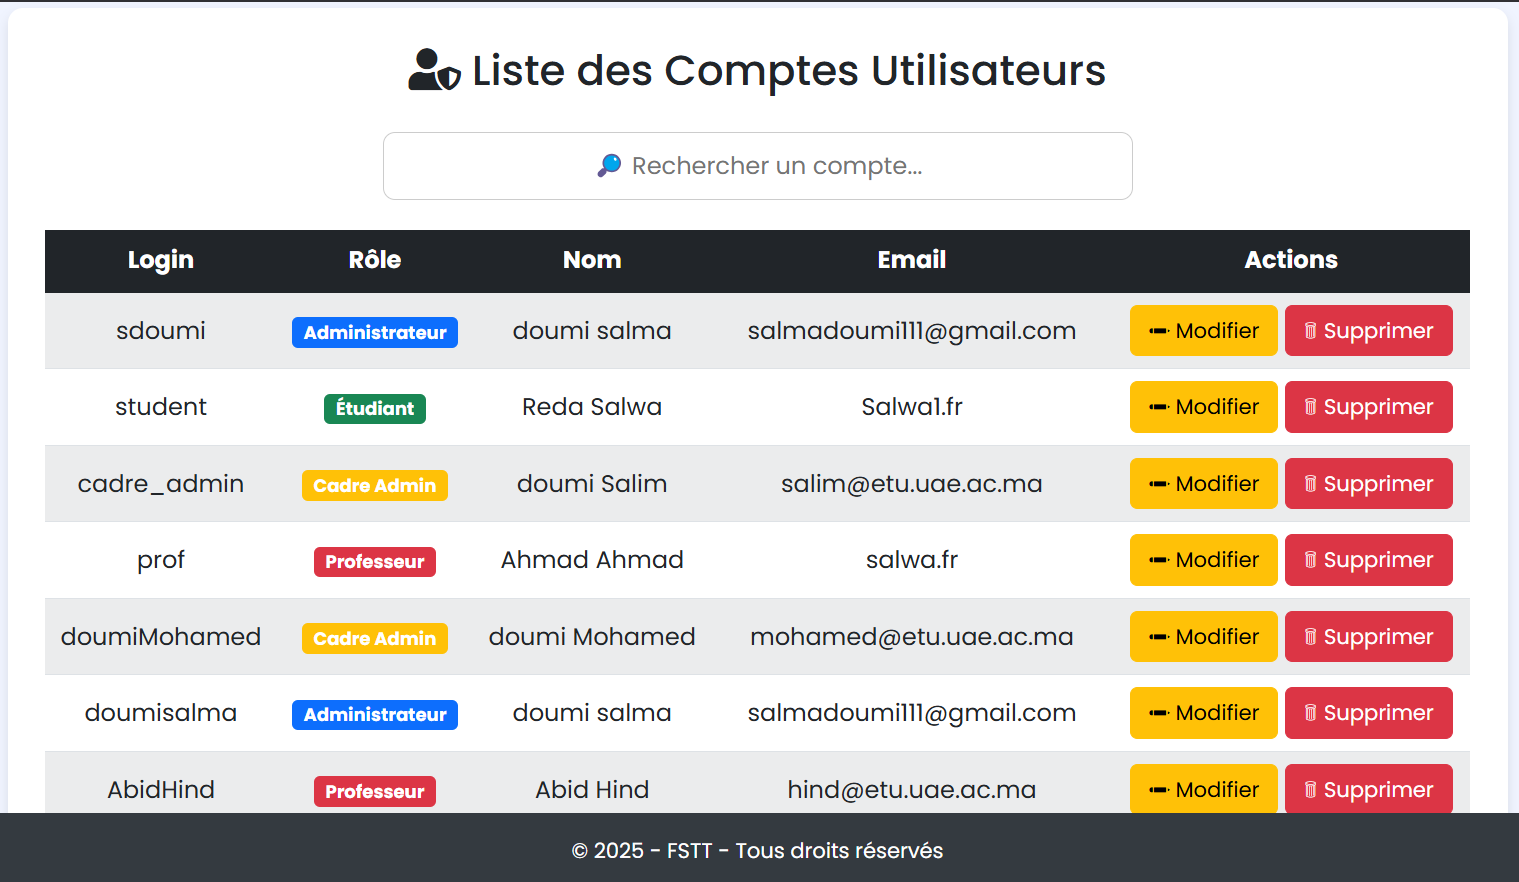 Liste des Comptes Utilisateurs
🔎 Rechercher un compte...
Login Rôle Nom Email Actions
sdoumi Administrateur doumi salma salmadoumi111@gmail.com Modifier Supprimer
student Étudiant Reda Salwa Salwa1.fr Modifier Supprimer
cadre_admin Cadre Admin doumi Salim salim@etu.uae.ac.ma Modifier Supprimer
prof Professeur Ahmad Ahmad salwa.fr Modifier Supprimer
doumiMohamed Cadre Admin doumi Mohamed mohamed@etu.uae.ac.ma Modifier Supprimer
doumisalma Administrateur doumi salma salmadoumi111@gmail.com Modifier Supprimer
AbidHind Professeur Abid Hind hind@etu.uae.ac.ma Modifier Supprimer
© 2025 - FSTT - Tous droits réservés